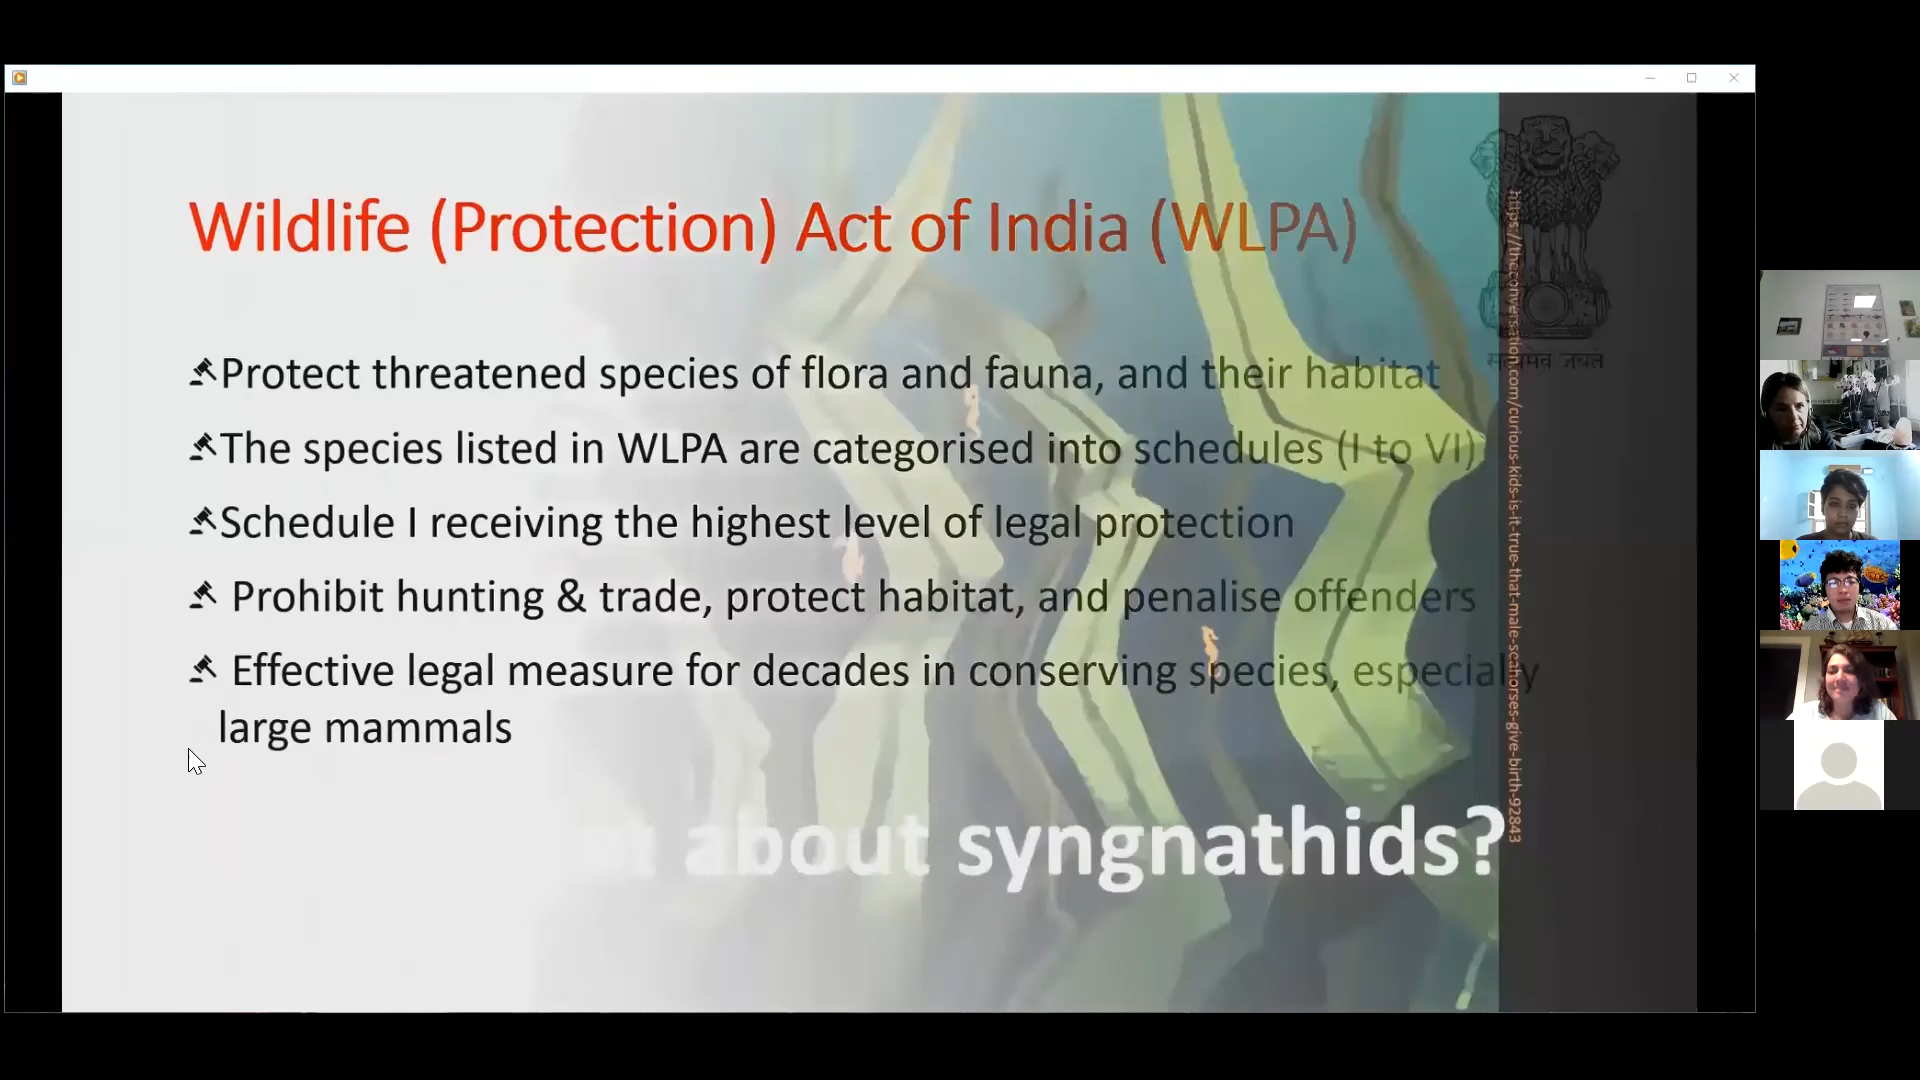 Wildlife (Protection) Act of India (WLPA)
Protect threatened species of flora and fauna, and their habitat
The species listed in WLPA are categorised into schedules (I to VI)
Schedule I receiving the highest level of legal protection
Prohibit hunting & trade, protect habitat, and penalise offenders
Effective legal measure for decades in conserving species, especially
large mammals
about syngnathids?
https://theconversation.com/curious-kids-is-it-true-that-male-seahorses-give-birth-92843
सत्यमेव जयते